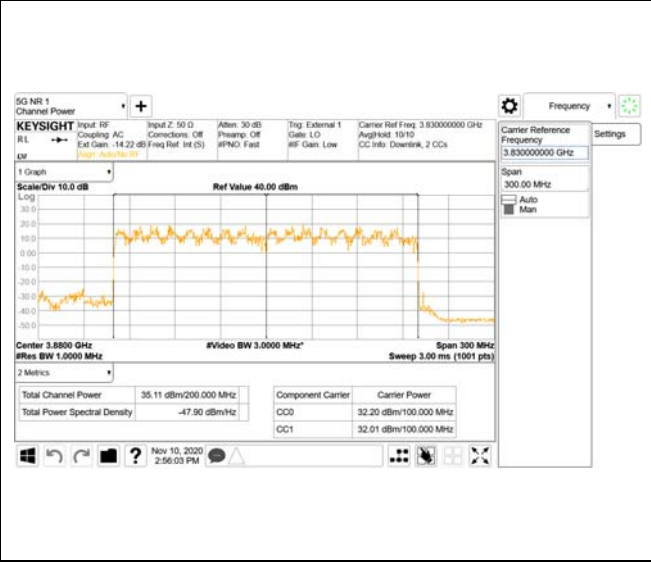 5G NR 1
Channel Power
KEYSIGHT
RL
Input: RF
Coupling: AC
Ext Gain: -14.22 dB
Align: Auto/No RF
Input Z: 50 Ω
Corrections: Off
Freq Ref: Int (S)
Atten: 30 dB
Preamp: Off
#PNO: Fast
Trig: External 1
Gate: LO
#IF Gain: Low
Carrier Ref Freq: 3.830000000 GHz
Avg|Hold: 10/10
CC Info: Downlink, 2 CCs
1 Graph
Scale/Div 10.0 dB
Ref Value 40.00 dBm
Log
30.0
20.0
10.0
0.00
-10.0
-20.0
-30.0
-40.0
-50.0
Center 3.8800 GHz
#Video BW 3.0000 MHz*
Span 300 MHz
#Res BW 1.0000 MHz
Sweep 3.00 ms (1001 pts)
2 Metrics
Total Channel Power 35.11 dBm/200.000 MHz
Total Power Spectral Density -47.90 dBm/Hz
Component Carrier Carrier Power
CC0 32.20 dBm/100.000 MHz
CC1 32.01 dBm/100.000 MHz
?
Nov 10, 2020
2:56:03 PM
Frequency
Carrier Reference
Frequency
3.830000000 GHz
Span
300.00 MHz
Auto
Man
Settings